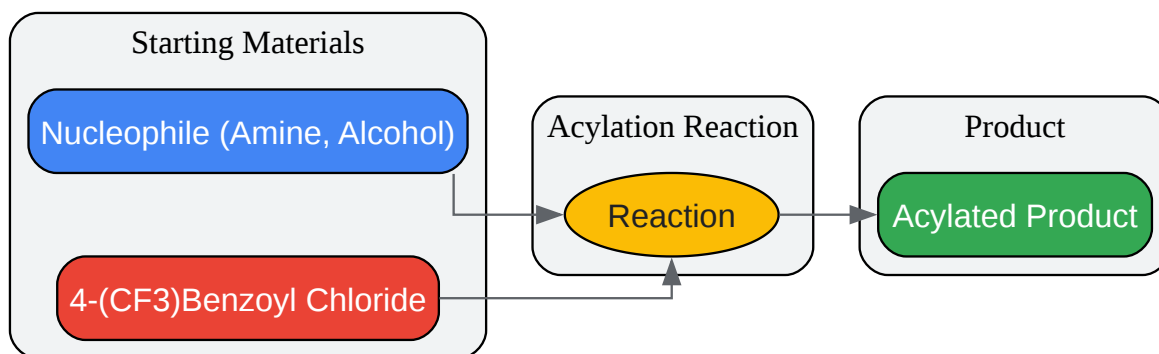 Starting Materials
Nucleophile (Amine, Alcohol)
4-(CF3)Benzoyl Chloride
Acylation Reaction
Reaction
Product
Acylated Product